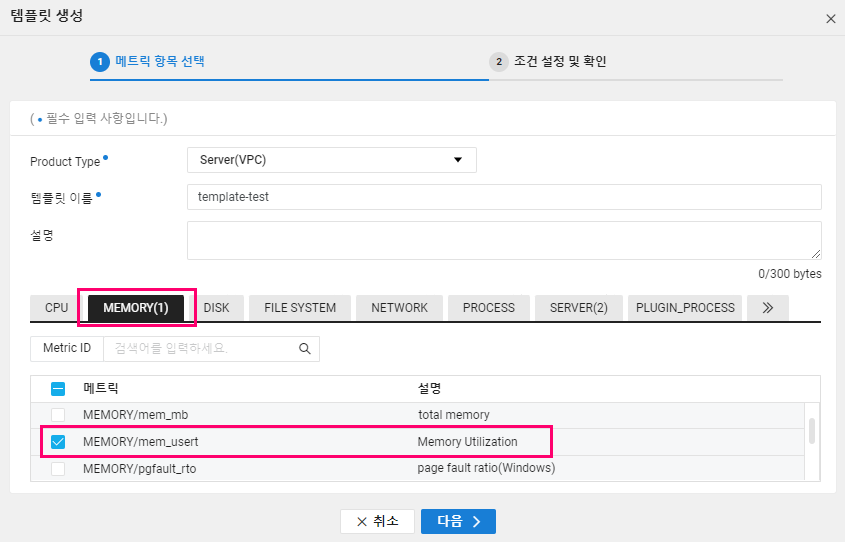 템플릿 생성
1 메트릭 항목 선택
2 조건 설정 및 확인
( • 필수 입력 사항입니다.)
Product Type
Server(VPC)
템플릿 이름
template-test
설명
0/300 bytes
CPU MEMORY(1) DISK FILE SYSTEM NETWORK PROCESS SERVER(2) PLUGIN_PROCESS
Metric ID 검색어를 입력하세요.
메트릭 설명
MEMORY/mem_mb total memory
MEMORY/mem_usert Memory Utilization
MEMORY/pgfault_rto page fault ratio(Windows)
취소 다음